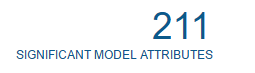 211
SIGNIFICANT MODEL ATTRIBUTES